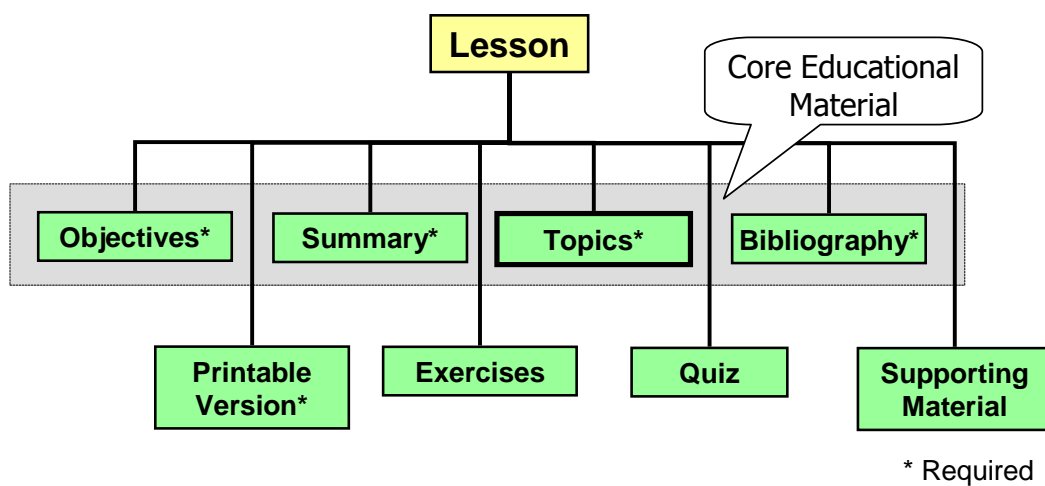 Lesson
Core Educational
Material
Objectives*
Summary*
Topics*
Bibliography*
Printable
Version*
Exercises
Quiz
Supporting
Material
* Required